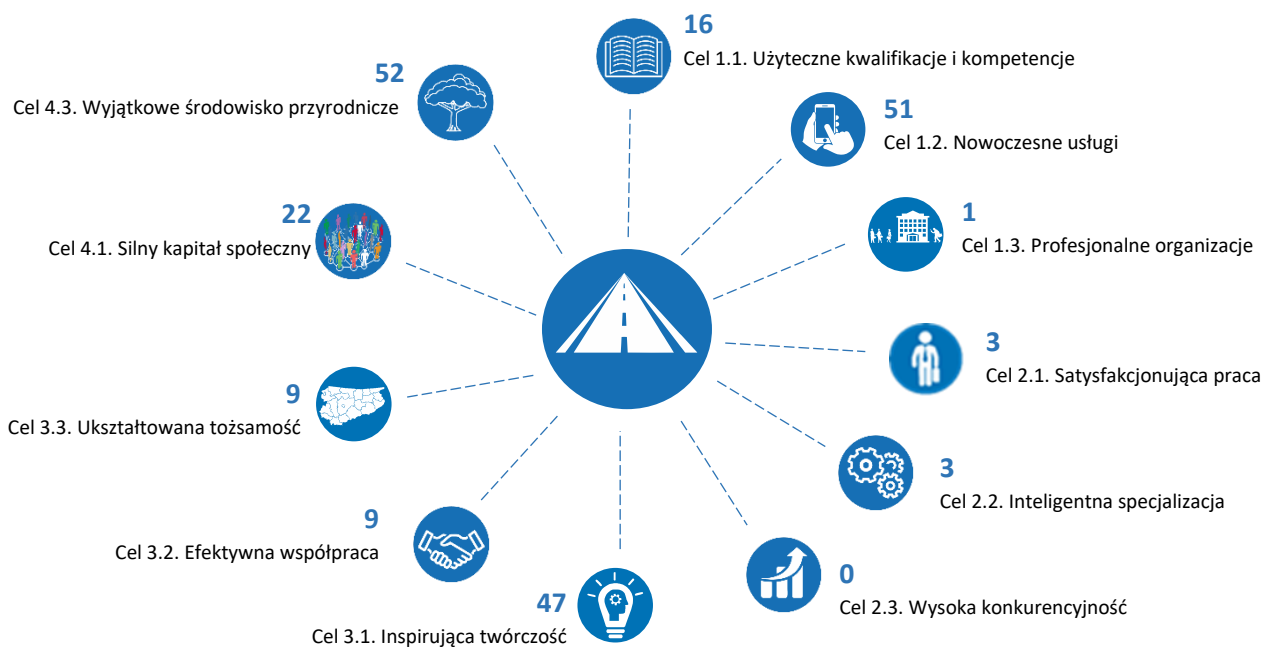 16
Cel 1.1. Użyteczne kwalifikacje i kompetencje
51
Cel 1.2. Nowoczesne usługi
1
Cel 1.3. Profesjonalne organizacje
3
Cel 2.1. Satysfakcjonująca praca
3
Cel 2.2. Inteligentna specjalizacja
0
Cel 2.3. Wysoka konkurencyjność
47
Cel 3.1. Inspirująca twórczość
9
Cel 3.2. Efektywna współpraca
9
Cel 3.3. Ukształtowana tożsamość
22
Cel 4.1. Silny kapitał społeczny
52
Cel 4.3. Wyjątkowe środowisko przyrodnicze